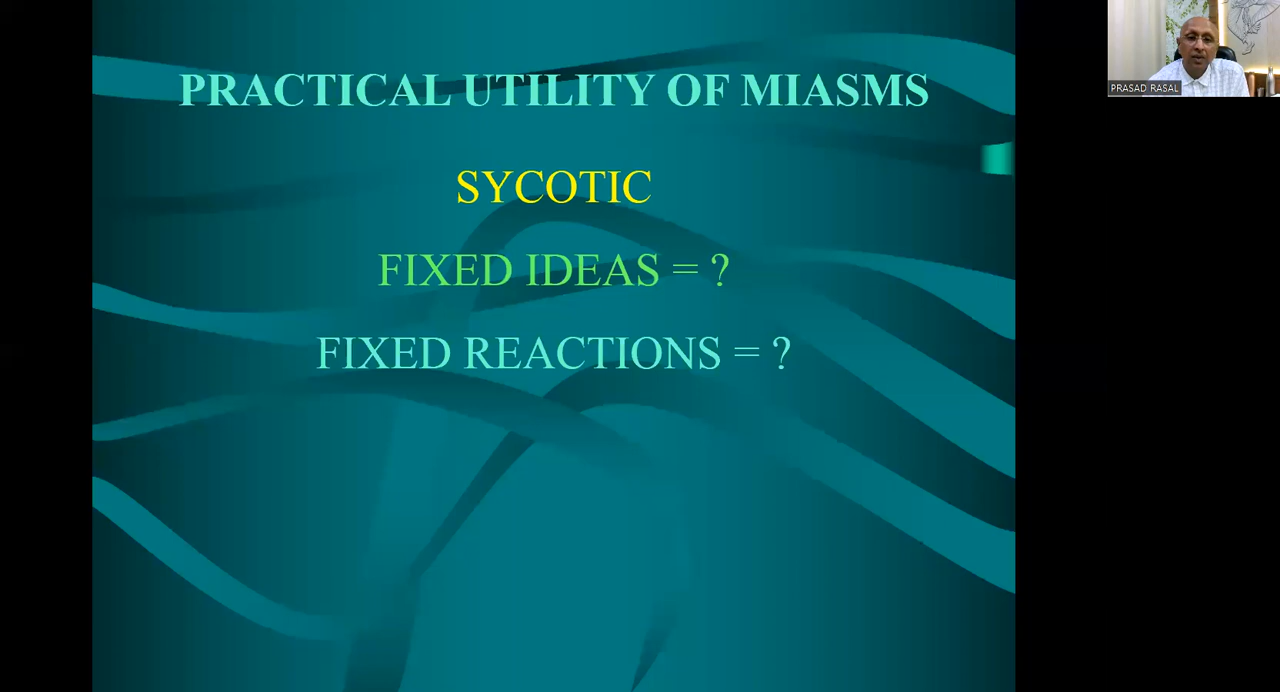 PRACTICAL UTILITY OF MIASMS
SYCOTIC
FIXED IDEAS = ?
FIXED REACTIONS = ?
PRASAD RASAL